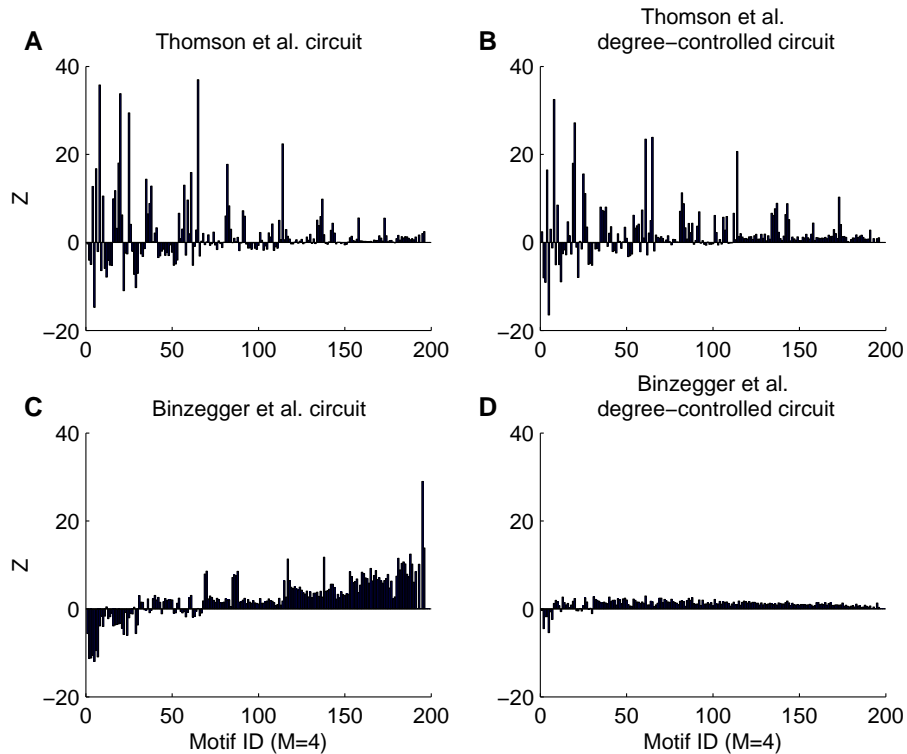 A
Thomson et al. circuit
40
20
0
−20
Z
0
50
100
150
200
B
Thomson et al.
degree−controlled circuit
40
20
0
−20
0
50
100
150
200
C
Binzegger et al. circuit
40
20
0
−20
Z
0
50
100
150
200
Motif ID (M=4)
D
Binzegger et al.
degree−controlled circuit
40
20
0
−20
0
50
100
150
200
Motif ID (M=4)